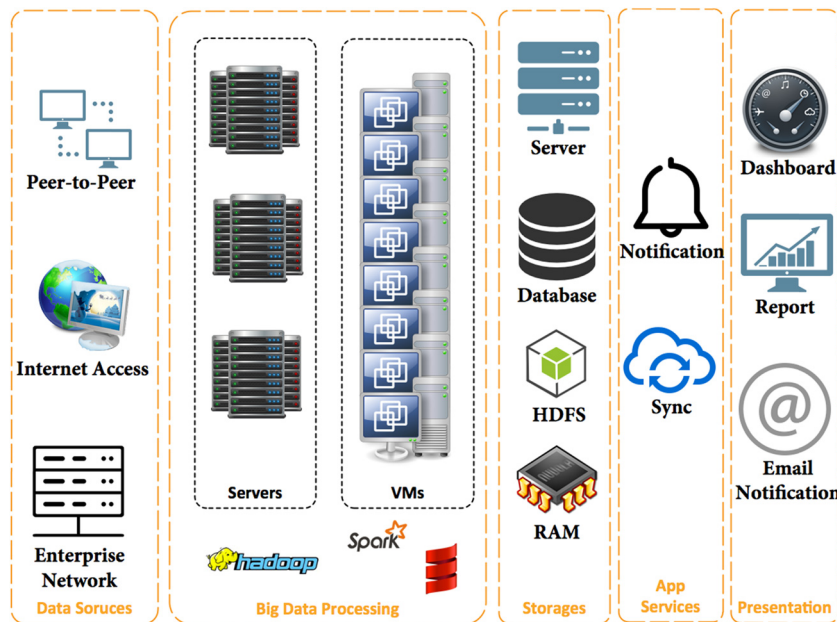 Peer-to-Peer
Internet Access
Enterprise
Network
Data Soruces
Servers
VMs
hadoop
Spark
Big Data Processing
Server
Database
HDFS
RAM
Storages
Notification
Sync
App
Services
Dashboard
Report
@
Email
Notification
Presentation